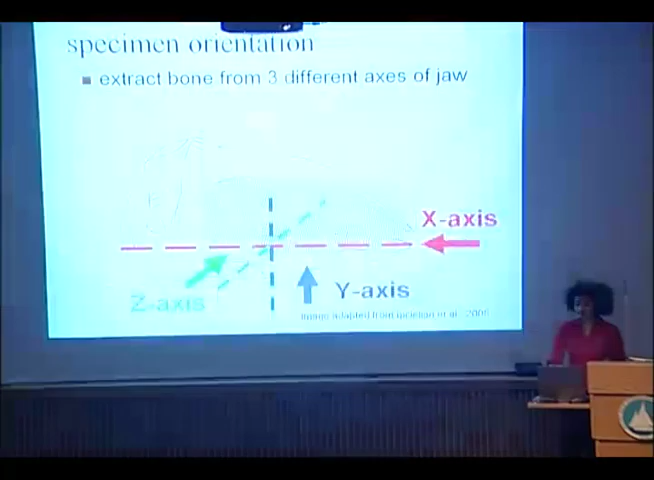 specimen orientation
extract bone from 3 different axes of jaw
X-axis
Z-axis
Y-axis
image adapted from et al., 2006